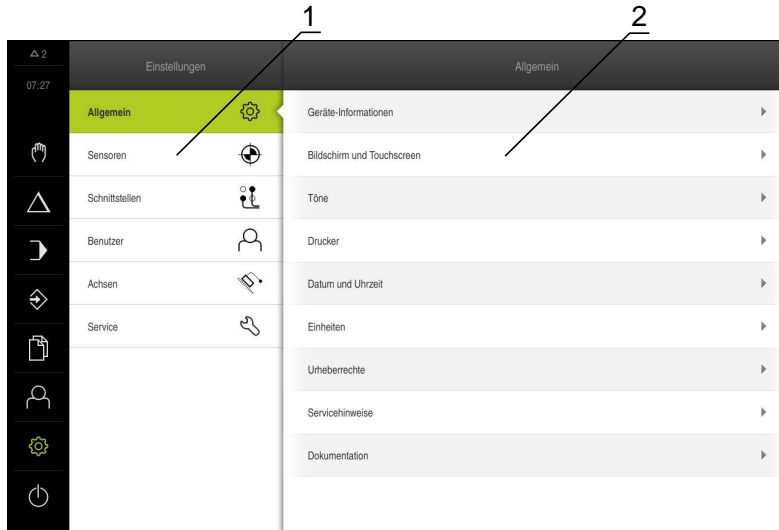 1
2
2
07:27
Einstellungen
Allgemein
Allgemein
Sensoren
Schnittstellen
Benutzer
Achsen
Service
Geräte-Informationen
Bildschirm und Touchscreen
Töne
Drucker
Datum und Uhrzeit
Einheiten
Urheberrechte
Servicehinweise
Dokumentation